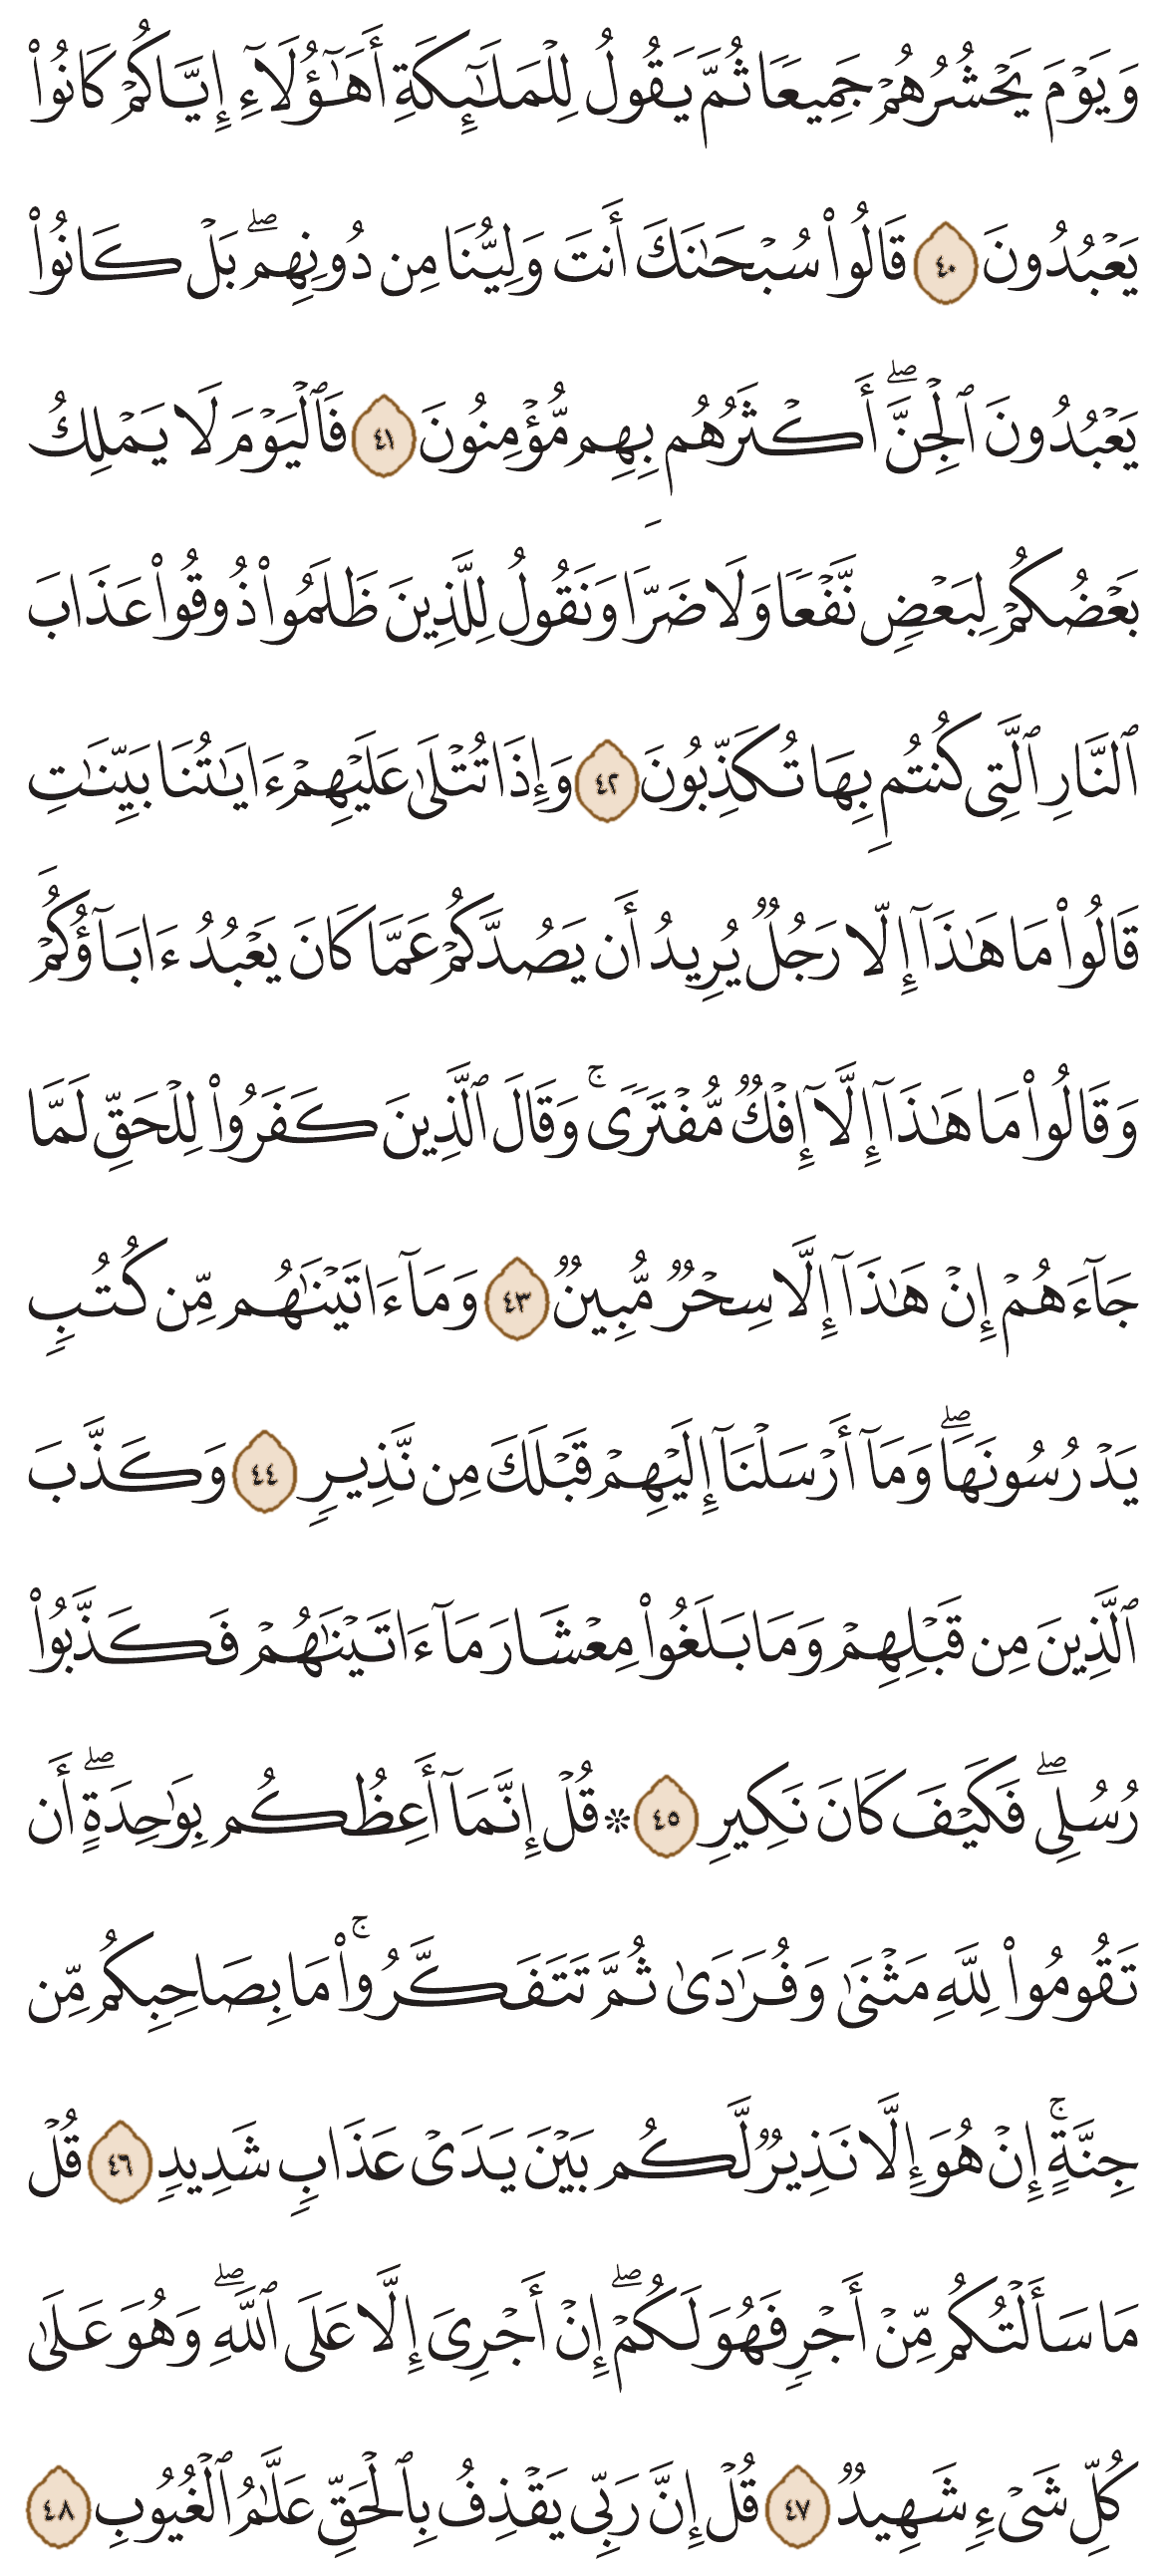 وَيَوْمَ يَحْشُرُهُمْ جَمِيعًا ثُمَّ يَقُولُ لِلْمَلَـٰٓئِكَةِ أَهَـٰٓؤُلَآءِ إِيَّاكُمْ كَانُوا۟
يَعْبُدُونَ ٤٠ قَالُوا۟ سُبْحَـٰنَكَ أَنتَ وَلِيُّنَا مِن دُونِهِم ۖ بَلْ كَانُوا۟
يَعْبُدُونَ ٱلْجِنَّ ۖ أَكْثَرُهُم بِهِم مُّؤْمِنُونَ ٤١ فَٱلْيَوْمَ لَا يَمْلِكُ
بَعْضُكُمْ لِبَعْضٍ نَّفْعًا وَلَا ضَرًّا وَنَقُولُ لِلَّذِينَ ظَلَمُوا۟ ذُوقُوا۟ عَذَابَ
ٱلنَّارِ ٱلَّتِى كُنتُم بِهَا تُكَذِّبُونَ ٤٢ وَإِذَا تُتْلَىٰ عَلَيْهِمْ ءَايَـٰتُنَا بَيِّنَـٰتٍ
قَالُوا۟ مَا هَـٰذَآ إِلَّا رَجُلٌ يُرِيدُ أَن يَصُدَّكُمْ عَمَّا كَانَ يَعْبُدُ ءَابَآؤُكُمْ
وَقَالُوا۟ مَا هَـٰذَآ إِلَّآ إِفْكٌ مُّفْتَرًى ۚ وَقَالَ ٱلَّذِينَ كَفَرُوا۟ لِلْحَقِّ لَمَّا
جَآءَهُمْ إِنْ هَـٰذَآ إِلَّا سِحْرٌ مُّبِينٌ ٤٣ وَمَآ ءَاتَيْنَـٰهُم مِّن كُتُبٍ
يَدْرُسُونَهَا ۖ وَمَآ أَرْسَلْنَآ إِلَيْهِمْ قَبْلَكَ مِن نَّذِيرٍ ٤٤ وَكَذَّبَ
ٱلَّذِينَ مِن قَبْلِهِمْ وَمَا بَلَغُوا۟ مِعْشَارَ مَآ ءَاتَيْنَـٰهُمْ فَكَذَّبُوا۟
رُسُلِى ۖ فَكَيْفَ كَانَ نَكِيرِ ٤٥ ۞ قُلْ إِنَّمَآ أَعِظُكُم بِوَٰحِدَةٍ ۖ أَن
تَقُومُوا۟ لِلَّهِ مَثْنَىٰ وَفُرَٰدَىٰ ثُمَّ تَتَفَكَّرُوا۟ ۚ مَا بِصَاحِبِكُم مِّن
جِنَّةٍ ۚ إِنْ هُوَ إِلَّا نَذِيرٌ لَّكُم بَيْنَ يَدَىْ عَذَابٍ شَدِيدٍ ٤٦ قُلْ
مَا سَأَلْتُكُم مِّنْ أَجْرٍ فَهُوَ لَكُمْ ۖ إِنْ أَجْرِىَ إِلَّا عَلَى ٱللَّهِ ۖ وَهُوَ عَلَىٰ
كُلِّ شَىْءٍ شَهِيدٌ ٤٧ قُلْ إِنَّ رَبِّى يَقْذِفُ بِٱلْحَقِّ عَلَّـٰمُ ٱلْغُيُوبِ ٤٨